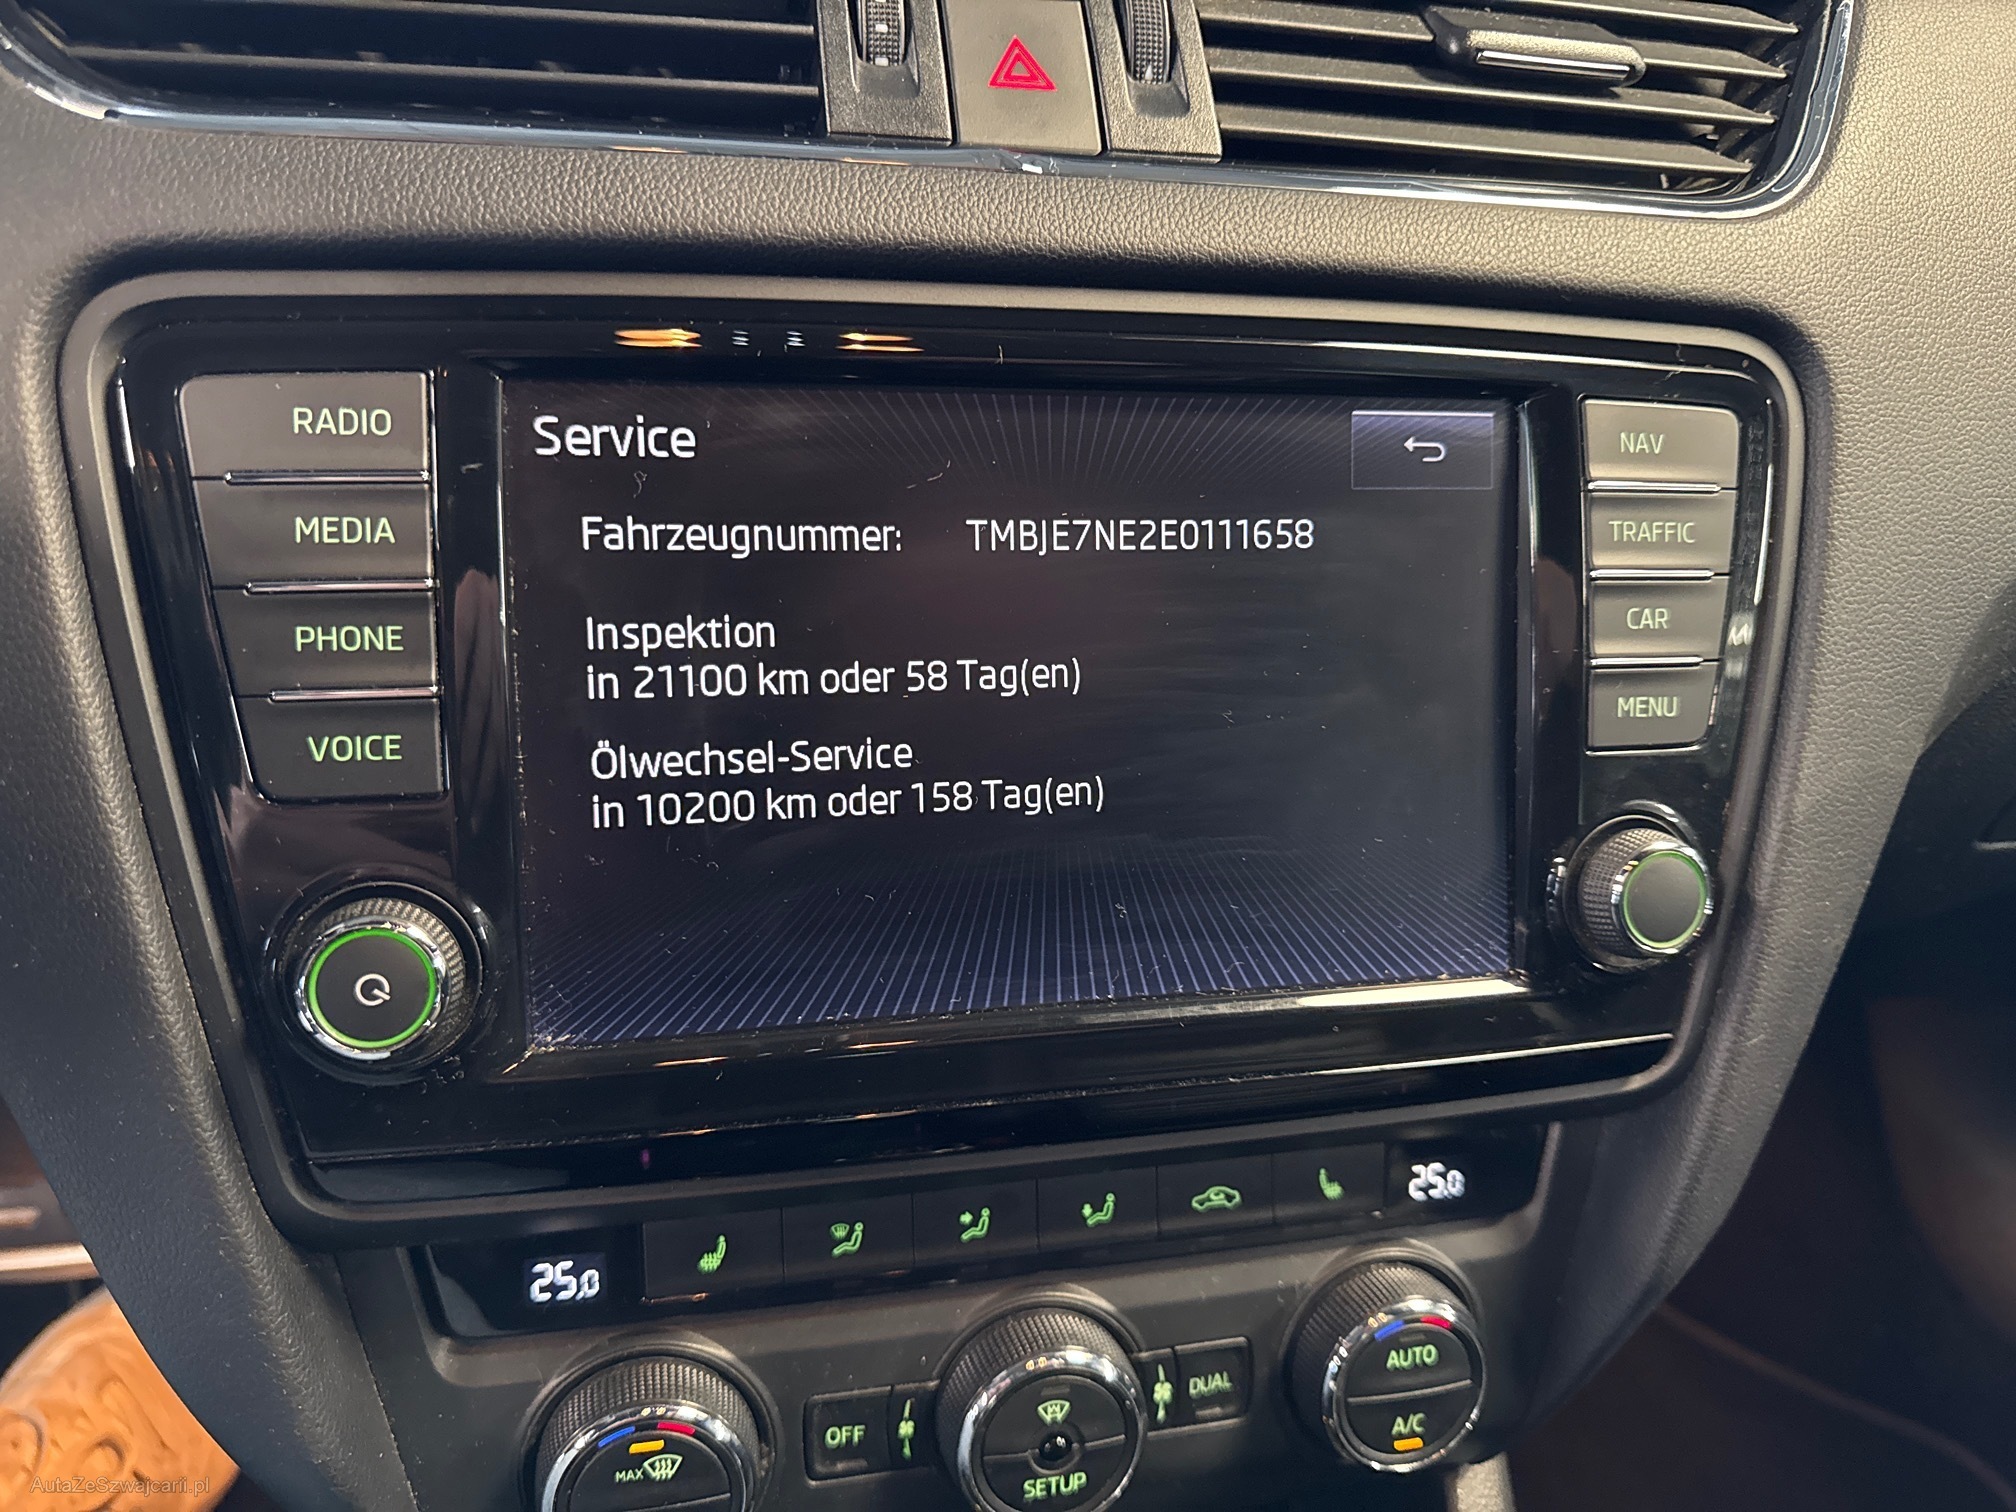 RADIO
MEDIA
PHONE
VOICE
Service
Fahrzeugnummer: TMBJE7NE2E0111658
Inspektion
in 21100 km oder 58 Tag(en)
Ölwechsel-Service
in 10200 km oder 158 Tag(en)
NAV
TRAFFIC
CAR
MENU
25.0
25.0
MAX
OFF
SETUP
DUAL
AUTO
A/C
AutaZeSzwajcarii.pl